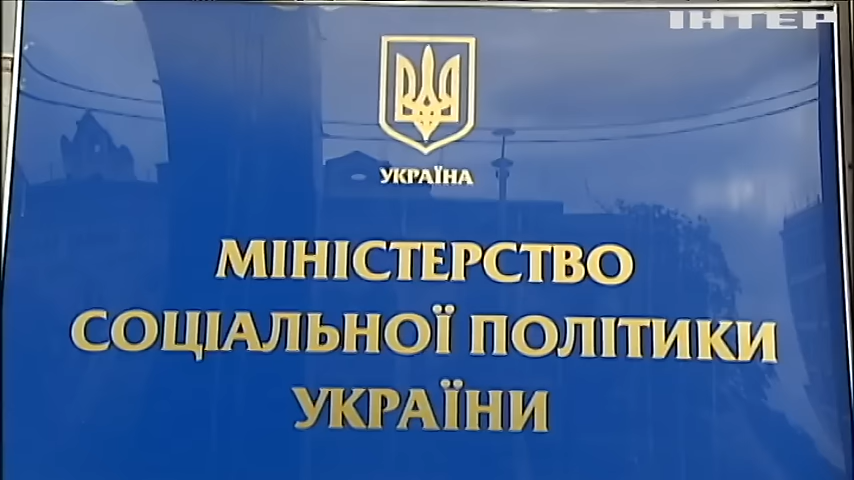 ІНТЕР
УКРАЇНА
МІНІСТЕРСТВО
СОЦІАЛЬНОЇ ПОЛІТИКИ
УКРАЇНИ